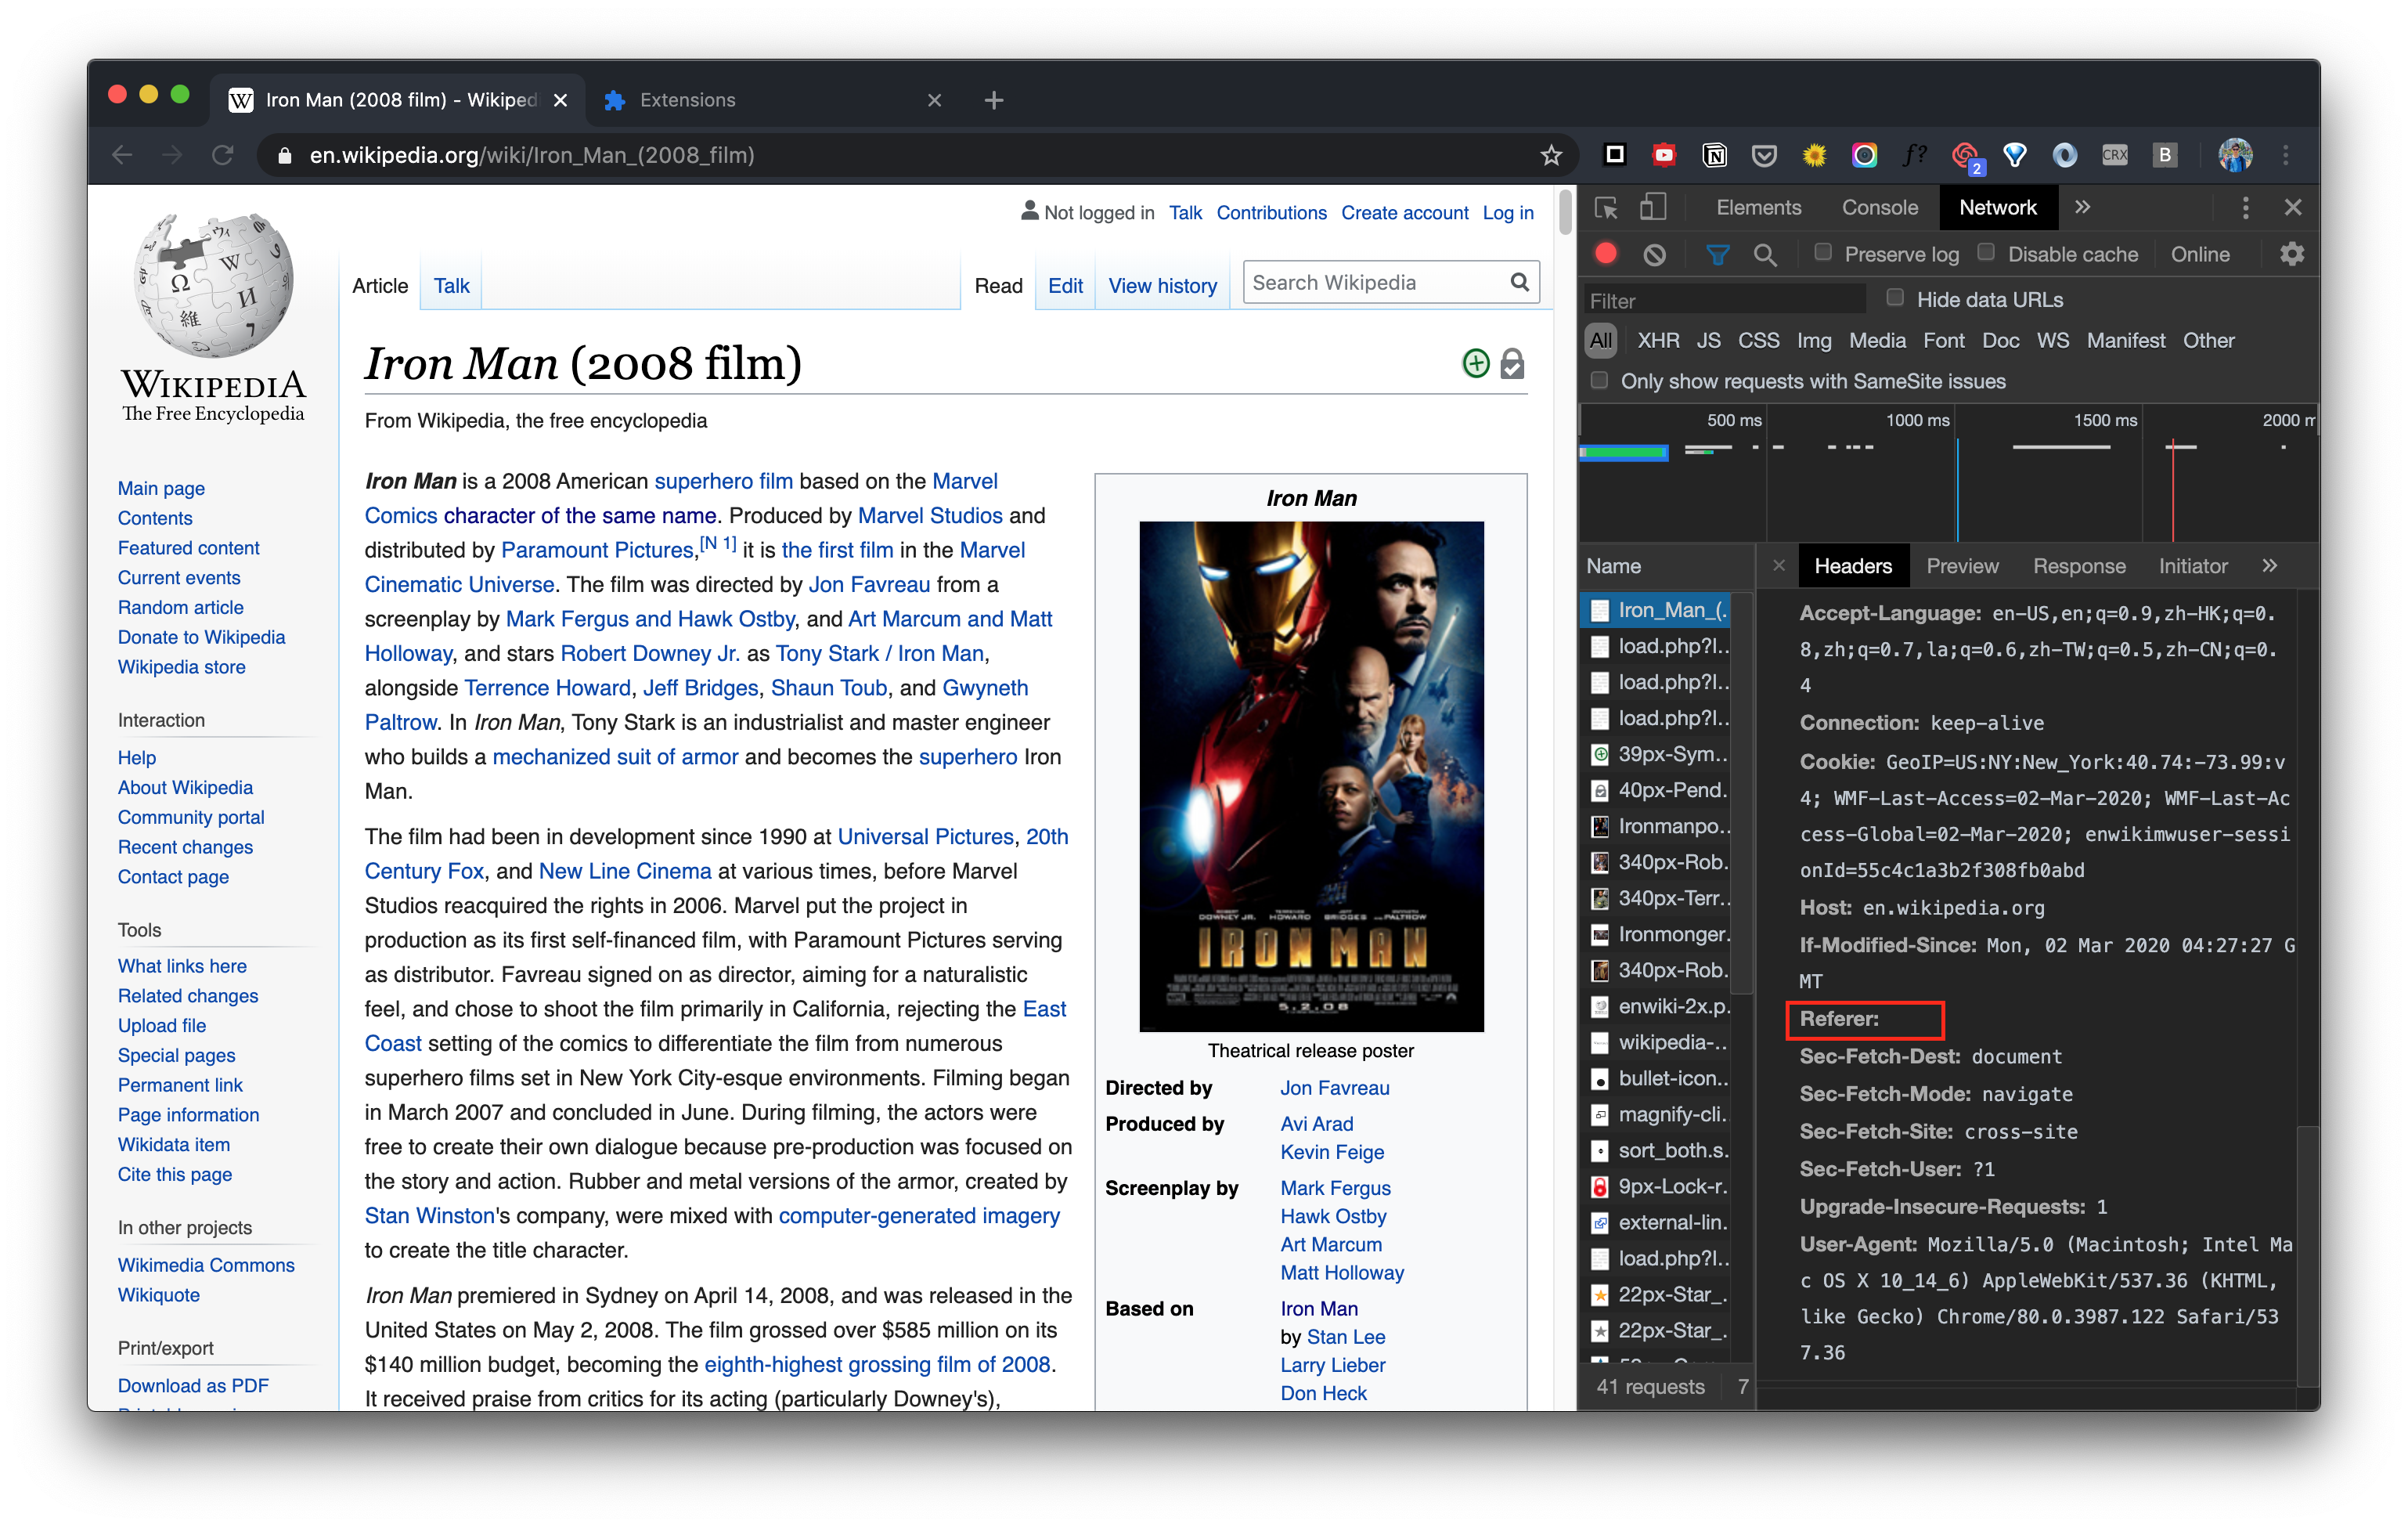 Iron Man (2008 film) - Wikiped
Extensions
en.wikipedia.org/wiki/Iron_Man_(2008_film)
2
CRX
B
WIKIPEDIA
The Free Encyclopedia
Main page
Contents
Featured content
Current events
Random article
Donate to Wikipedia
Wikipedia store
Interaction
Help
About Wikipedia
Community portal
Recent changes
Contact page
Tools
What links here
Related changes
Upload file
Special pages
Permanent link
Page information
Wikidata item
Cite this page
In other projects
Wikimedia Commons
Wikiquote
Print/export
Download as PDF
Not logged in Talk Contributions Create account Log in
Article Talk Read Edit View history Search Wikipedia
Iron Man (2008 film)
From Wikipedia, the free encyclopedia
Iron Man is a 2008 American superhero film based on the Marvel
Comics character of the same name. Produced by Marvel Studios and
distributed by Paramount Pictures,[N 1] it is the first film in the Marvel
Cinematic Universe. The film was directed by Jon Favreau from a
screenplay by Mark Fergus and Hawk Ostby, and Art Marcum and Matt
Holloway, and stars Robert Downey Jr. as Tony Stark / Iron Man,
alongside Terrence Howard, Jeff Bridges, Shaun Toub, and Gwyneth
Paltrow. In Iron Man, Tony Stark is an industrialist and master engineer
who builds a mechanized suit of armor and becomes the superhero Iron
Man.
The film had been in development since 1990 at Universal Pictures, 20th
Century Fox, and New Line Cinema at various times, before Marvel
Studios reacquired the rights in 2006. Marvel put the project in
production as its first self-financed film, with Paramount Pictures serving
as distributor. Favreau signed on as director, aiming for a naturalistic
feel, and chose to shoot the film primarily in California, rejecting the East
Coast setting of the comics to differentiate the film from numerous
superhero films set in New York City-esque environments. Filming began
in March 2007 and concluded in June. During filming, the actors were
free to create their own dialogue because pre-production was focused on
the story and action. Rubber and metal versions of the armor, created by
Stan Winston's company, were mixed with computer-generated imagery
to create the title character.
Iron Man premiered in Sydney on April 14, 2008, and was released in the
United States on May 2, 2008. The film grossed over $585 million on its
$140 million budget, becoming the eighth-highest grossing film of 2008.
It received praise from critics for its acting (particularly Downey's),
Iron Man
DOWNEY JR. HOWARD BRIDGES PALTROW
IRON MAN
5.2.08
Theatrical release poster
Directed by Jon Favreau
Produced by Avi Arad
Kevin Feige
Screenplay by Mark Fergus
Hawk Ostby
Art Marcum
Matt Holloway
Based on Iron Man
by Stan Lee
Larry Lieber
Don Heck
Elements Console Network
Preserve log Disable cache Online
Filter Hide data URLs
All XHR JS CSS Img Media Font Doc WS Manifest Other
Only show requests with SameSite issues
500 ms 1000 ms 1500 ms 2000 m
Name
Iron_Man_(.
load.php?l..
load.php?l..
load.php?l..
39px-Sym..
40px-Pend.
Ironmanpo..
340px-Rob.
340px-Terr..
Ironmonger.
340px-Rob.
enwiki-2x.p.
wikipedia-..
bullet-icon..
magnify-cli.
sort_both.s.
9px-Lock-r.
external-lin.
load.php?l..
22px-Star_.
22px-Star_.
41 requests 7
Headers Preview Response Initiator
Accept-Language: en-US,en;q=0.9,zh-HK;q=0.
8,zh;q=0.7,la;q=0.6,zh-TW;q=0.5,zh-CN;q=0.
4
Connection: keep-alive
Cookie: GeoIP=US:NY:New_York:40.74:-73.99:v
4; WMF-Last-Access=02-Mar-2020; WMF-Last-Ac
cess-Global=02-Mar-2020; enwikimwuser-sessi
onId=55c4c1a3b2f308fb0abd
Host: en.wikipedia.org
If-Modified-Since: Mon, 02 Mar 2020 04:27:27 G
MT
Referer:
Sec-Fetch-Dest: document
Sec-Fetch-Mode: navigate
Sec-Fetch-Site: cross-site
Sec-Fetch-User: ?1
Upgrade-Insecure-Requests: 1
User-Agent: Mozilla/5.0 (Macintosh; Intel Ma
c OS X 10_14_6) AppleWebKit/537.36 (KHTML,
like Gecko) Chrome/80.0.3987.122 Safari/53
7.36